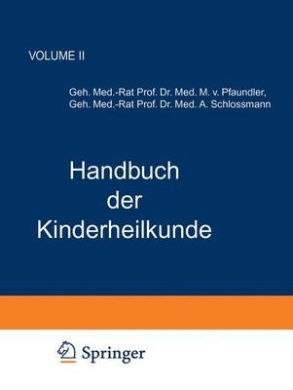 VOLUME II
Geh. Med.-Rat Prof. Dr. Med. M. v. Pfaundler,
Geh. Med.-Rat Prof. Dr. Med. A. Schlossmann
Handbuch
der
Kinderheilkunde
Springer